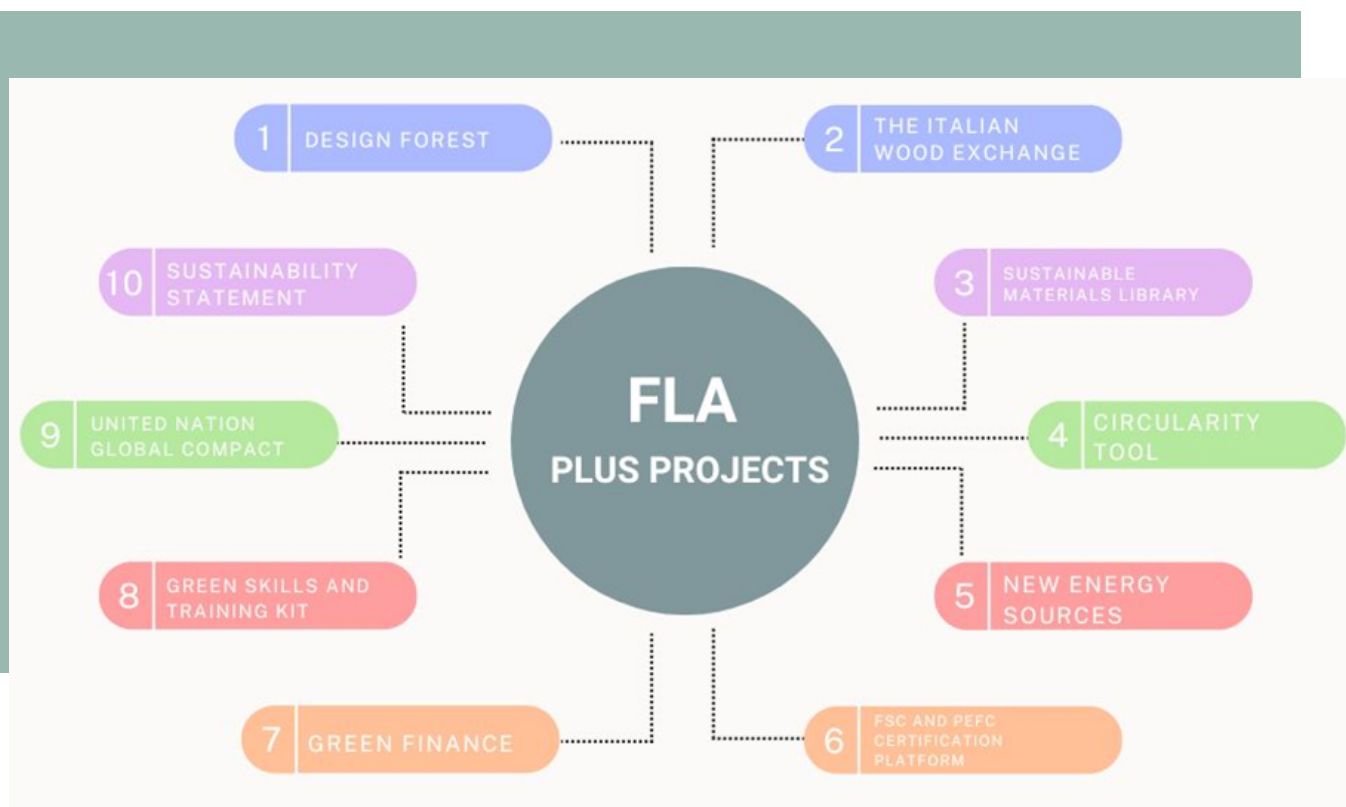 1 DESIGN FOREST
2 THE ITALIAN
WOOD EXCHANGE
10 SUSTAINABILITY
STATEMENT
3 SUSTAINABLE
MATERIALS LIBRARY
FLA
PLUS PROJECTS
9 UNITED NATION
GLOBAL COMPACT
4 CIRCULARITY
TOOL
8 GREEN SKILLS AND
TRAINING KIT
5 NEW ENERGY
SOURCES
7 GREEN FINANCE
6 FSC AND PEFC
CERTIFICATION
PLATFORM